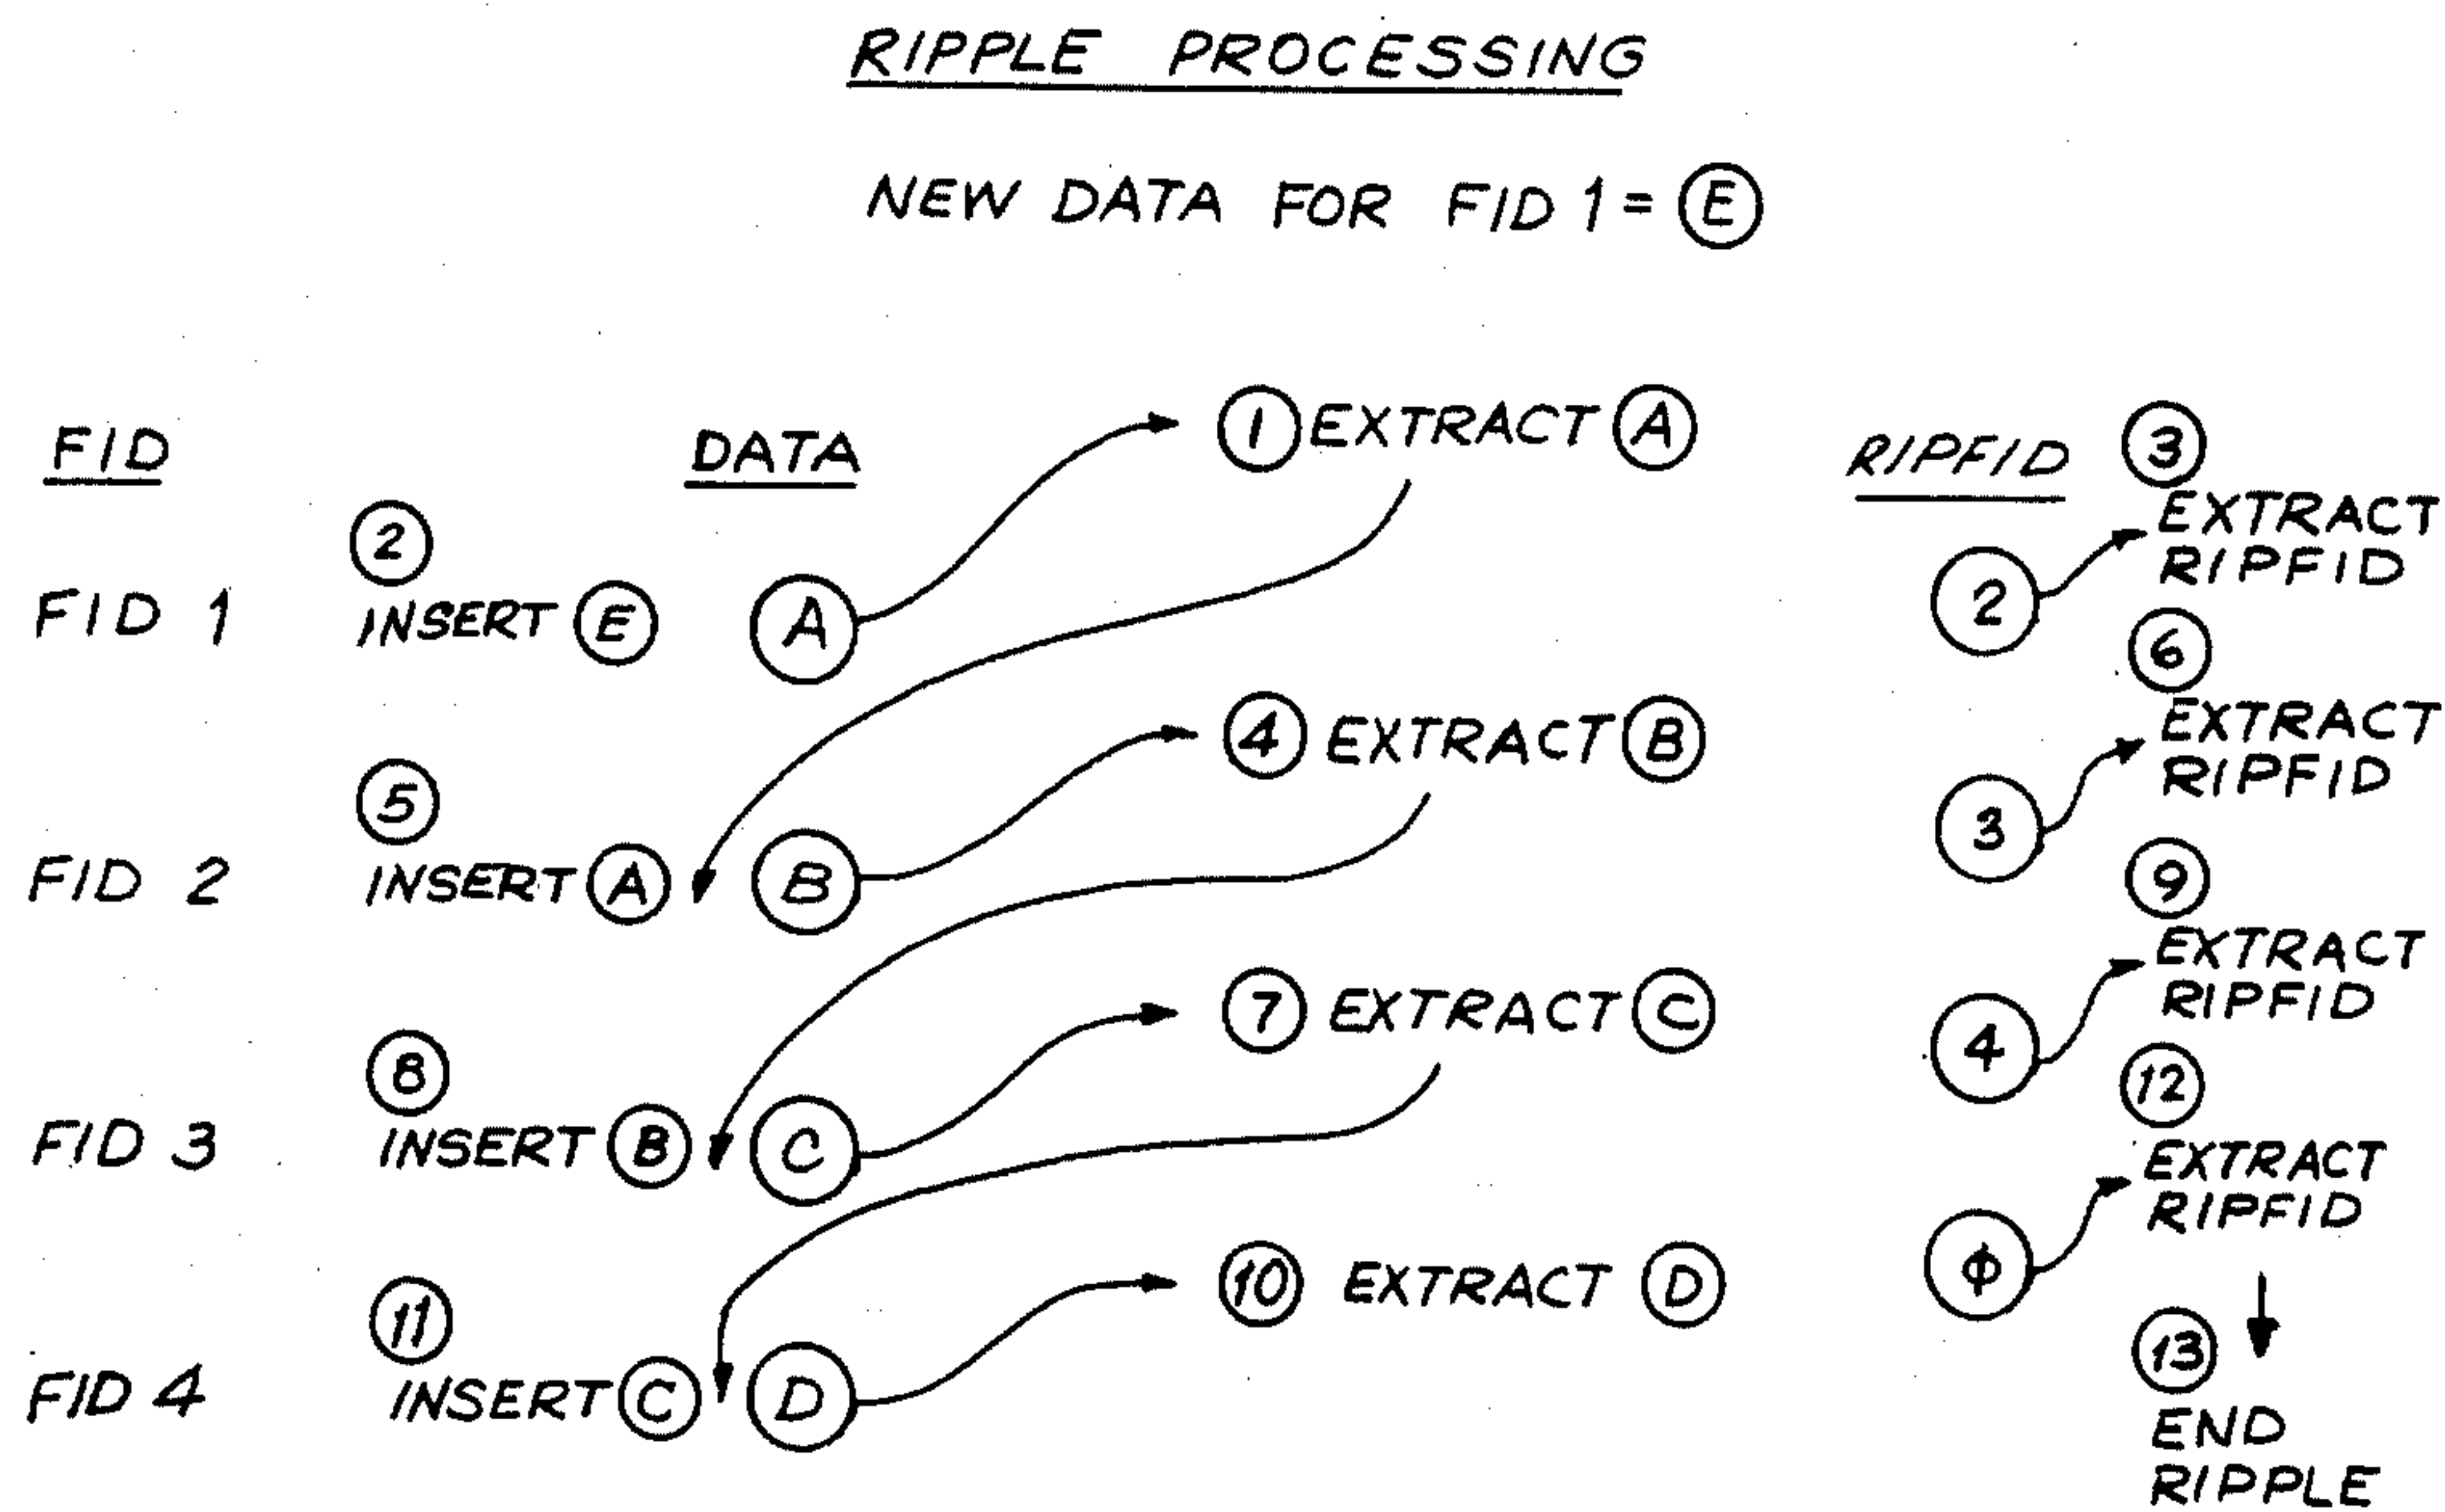 RIPPLE PROCESSING
NEW DATA FOR FID 1 = E
FID
DATA
1 EXTRACT A
RIPFID
3
EXTRACT
RIPFID
2
FID 1
INSERT E
A
2
6
EXTRACT
RIPFID
4 EXTRACT B
5
FID 2
INSERT A
B
3
9
EXTRACT
RIPFID
7 EXTRACT C
8
FID 3
INSERT B
C
4
12
EXTRACT
RIPFID
10 EXTRACT D
11
FID 4
INSERT C
D
ϕ
13
END
RIPPLE